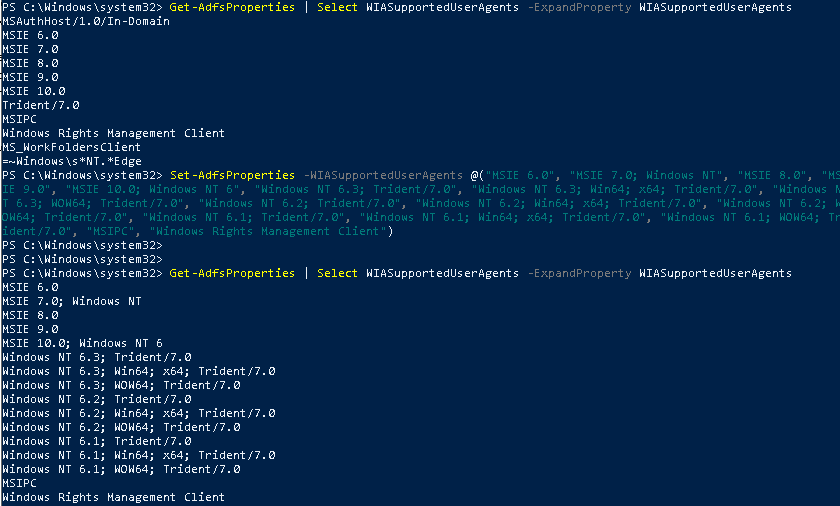 PS C:\Windows\system32> Get-AdfsProperties | Select WIASupportedUserAgents -ExpandProperty WIASupportedUserAgents
MSAuthHost/1.0/In-Domain
MSIE 6.0
MSIE 7.0
MSIE 8.0
MSIE 9.0
MSIE 10.0
Trident/7.0
MSIPC
Windows Rights Management Client
MS_WorkFoldersClient
=~Windows\s*NT.*Edge
PS C:\Windows\system32> Set-AdfsProperties -WIASupportedUserAgents @("MSIE 6.0", "MSIE 7.0; Windows NT", "MSIE 8.0", "MS
IE 9.0", "MSIE 10.0; Windows NT 6", "Windows NT 6.3; Trident/7.0", "Windows NT 6.3; Win64; x64; Trident/7.0", "Windows N
T 6.3; WOW64; Trident/7.0", "Windows NT 6.2; Trident/7.0", "Windows NT 6.2; Win64; x64; Trident/7.0", "Windows NT 6.2; W
OW64; Trident/7.0", "Windows NT 6.1; Trident/7.0", "Windows NT 6.1; Win64; x64; Trident/7.0", "Windows NT 6.1; WOW64; Tr
ident/7.0", "MSIPC", "Windows Rights Management Client")
PS C:\Windows\system32>
PS C:\Windows\system32>
PS C:\Windows\system32> Get-AdfsProperties | Select WIASupportedUserAgents -ExpandProperty WIASupportedUserAgents
MSIE 6.0
MSIE 7.0; Windows NT
MSIE 8.0
MSIE 9.0
MSIE 10.0; Windows NT 6
Windows NT 6.3; Trident/7.0
Windows NT 6.3; Win64; x64; Trident/7.0
Windows NT 6.3; WOW64; Trident/7.0
Windows NT 6.2; Trident/7.0
Windows NT 6.2; Win64; x64; Trident/7.0
Windows NT 6.2; WOW64; Trident/7.0
Windows NT 6.1; Trident/7.0
Windows NT 6.1; Win64; x64; Trident/7.0
Windows NT 6.1; WOW64; Trident/7.0
MSIPC
Windows Rights Management Client